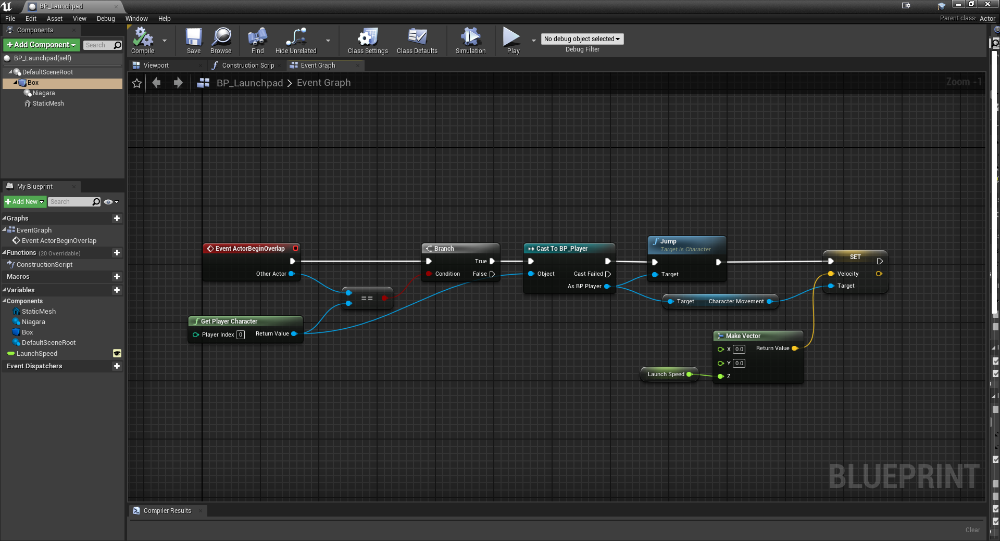 BP_Launchpad
File Edit Asset View Debug Window Help
Parent class: Actor
Components
Add Component
Search
BP_Launchpad(self)
DefaultSceneRoot
Box
Niagara
StaticMesh
Compile
Save
Browse
Find
Hide Unrelated
Class Settings
Class Defaults
Simulation
Play
No debug object selected
Debug Filter
Viewport
Construction Scrip
Event Graph
BP_Launchpad > Event Graph
Zoom -1
My Blueprint
Add New
Search
Graphs
EventGraph
Event ActorBeginOverlap
Functions (20 Overridable)
ConstructionScript
Macros
Variables
Components
StaticMesh
Niagara
Box
DefaultSceneRoot
LaunchSpeed
Event Dispatchers
Event ActorBeginOverlap
Other Actor
==
Get Player Character
Player Index 0
Return Value
Branch
True
Condition
False
Cast To BP_Player
Object
Cast Failed
As BP Player
Jump
Target is Character
Target
Target
Character Movement
SET
Velocity
Target
Make Vector
X 0.0
Return Value
Y 0.0
Z
Launch Speed
BLUEPRINT
Compiler Results
Clear